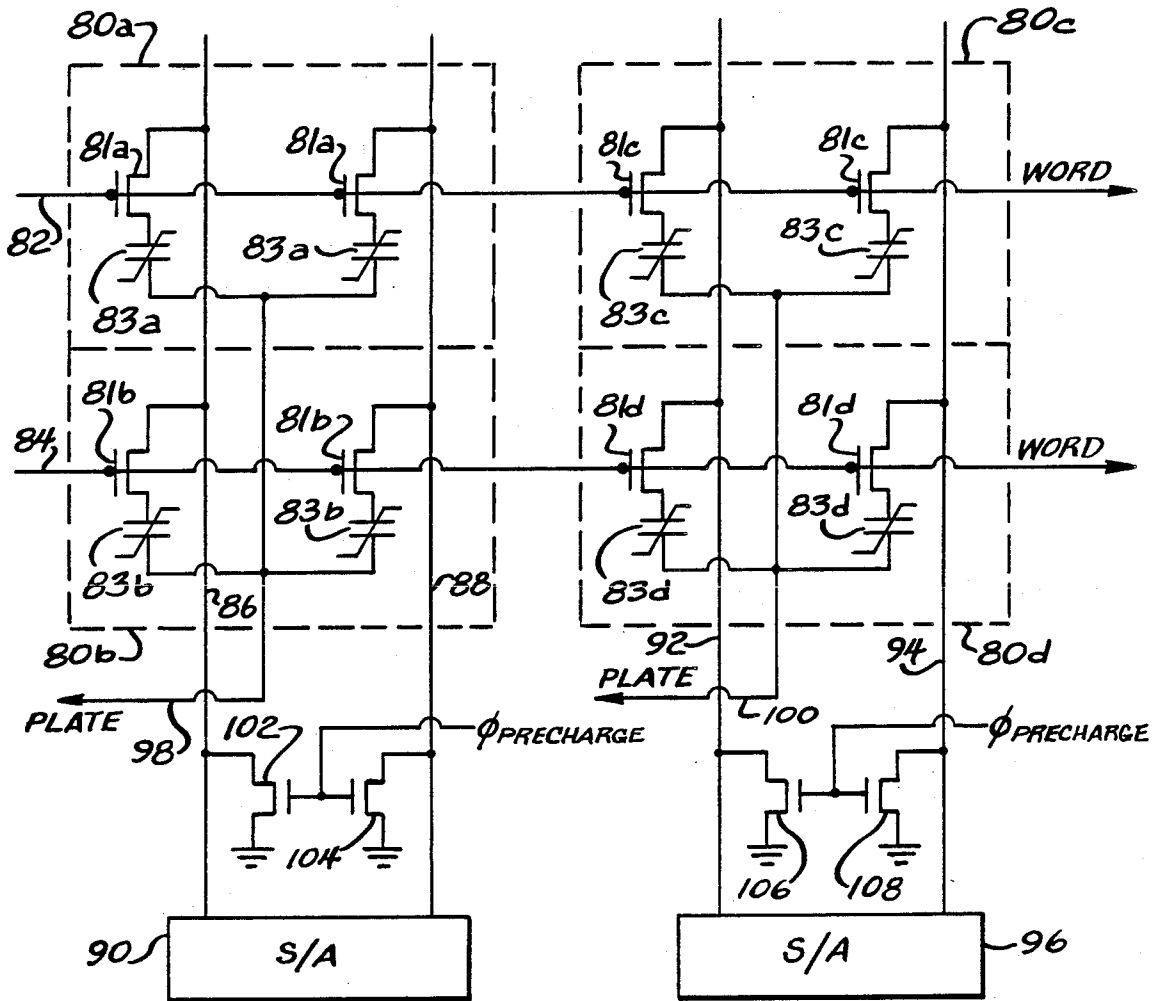 80a
80c
81a
81a
81c
81c
WORD
82
83a
83a
83c
83c
81b
81b
81d
81d
84
WORD
83b
83b
83d
83d
86
88
80b
92
94
80d
PLATE
98
PLATE
100
102
ΦPRECHARGE
ΦPRECHARGE
104
106
108
90
S/A
S/A
96